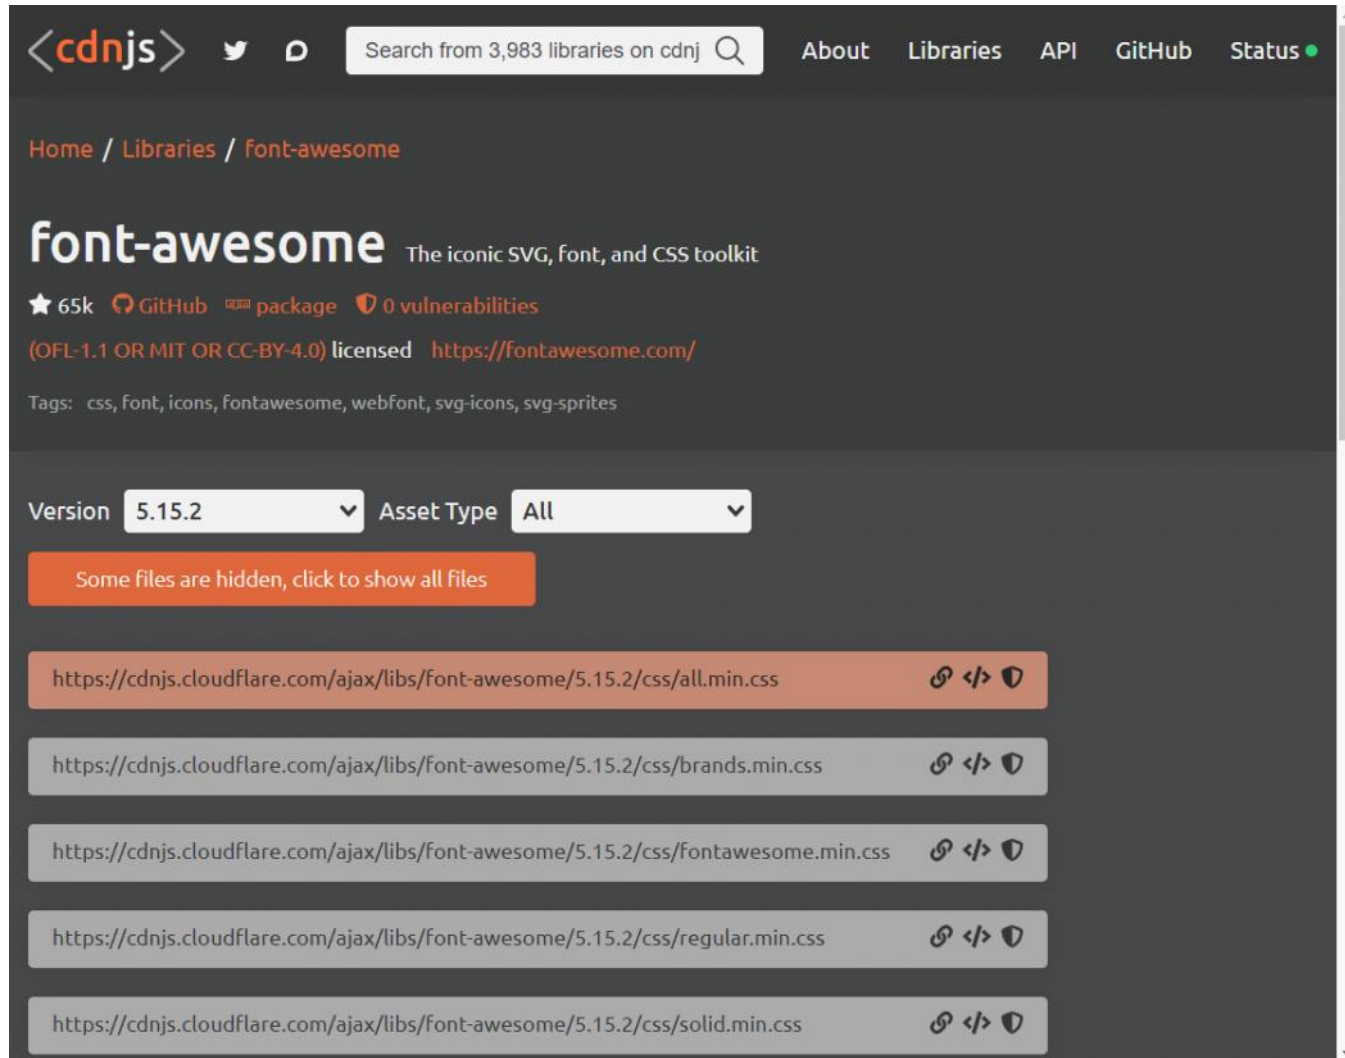 <cdnjs> Search from 3,983 libraries on cdnj About Libraries API GitHub Status
Home / Libraries / font-awesome
font-awesome The iconic SVG, font, and CSS toolkit
65k GitHub npm package 0 vulnerabilities
(OFL-1.1 OR MIT OR CC-BY-4.0) licensed https://fontawesome.com/
Tags: css, font, icons, fontawesome, webfont, svg-icons, svg-sprites
Version 5.15.2 Asset Type All
Some files are hidden, click to show all files
https://cdnjs.cloudflare.com/ajax/libs/font-awesome/5.15.2/css/all.min.css </>
https://cdnjs.cloudflare.com/ajax/libs/font-awesome/5.15.2/css/brands.min.css </>
https://cdnjs.cloudflare.com/ajax/libs/font-awesome/5.15.2/css/fontawesome.min.css </>
https://cdnjs.cloudflare.com/ajax/libs/font-awesome/5.15.2/css/regular.min.css </>
https://cdnjs.cloudflare.com/ajax/libs/font-awesome/5.15.2/css/solid.min.css </>